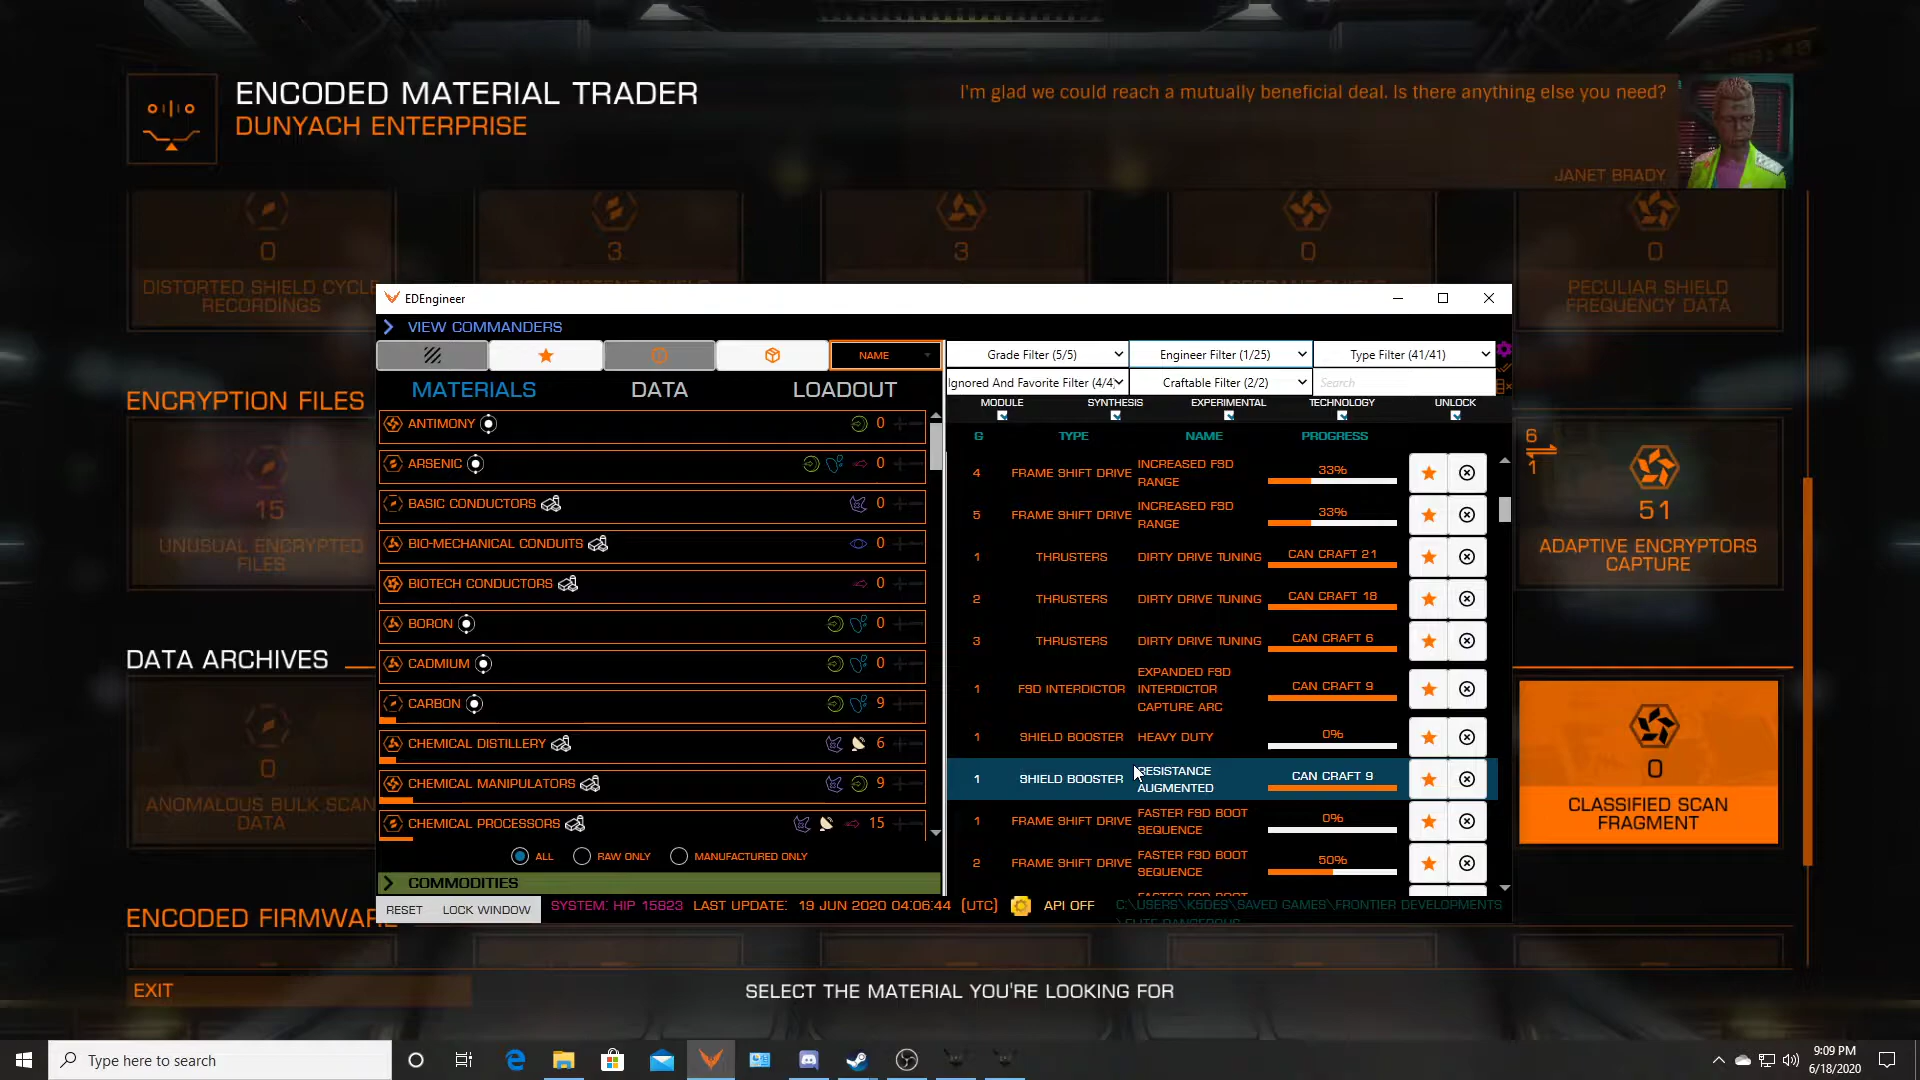 ENCODED MATERIAL TRADER
DUNYACH ENTERPRISE
I'm glad we could reach a mutually beneficial deal. Is there anything else you need?
JANET BRADY
0
3
3
0
0
DISTORTED SHIELD CYCLE
RECORDINGS
PECULIAR SHIELD
FREQUENCY DATA
EDEngineer
VIEW COMMANDERS
NAME
MATERIALS
DATA
LOADOUT
Grade Filter (5/5)
Engineer Filter (1/25)
Type Filter (41/41)
Ignored And Favorite Filter (4/4)
Craftable Filter (2/2)
Search
MODULE
SYNTHESIS
EXPERIMENTAL
TECHNOLOGY
UNLOCK
G
TYPE
NAME
PROGRESS
ANTIMONY
0
ARSENIC
0
BASIC CONDUCTORS
0
BIO-MECHANICAL CONDUITS
0
BIOTECH CONDUCTORS
0
BORON
0
CADMIUM
0
CARBON
9
CHEMICAL DISTILLERY
6
CHEMICAL MANIPULATORS
9
CHEMICAL PROCESSORS
15
ALL
RAW ONLY
MANUFACTURED ONLY
COMMODITIES
4 FRAME SHIFT DRIVE INCREASED FSD RANGE 33%
5 FRAME SHIFT DRIVE INCREASED FSD RANGE 33%
1 THRUSTERS DIRTY DRIVE TUNING CAN CRAFT 21
2 THRUSTERS DIRTY DRIVE TUNING CAN CRAFT 18
3 THRUSTERS DIRTY DRIVE TUNING CAN CRAFT 6
1 FSD INTERDICTOR EXPANDED FSD INTERDICTOR CAPTURE ARC CAN CRAFT 9
1 SHIELD BOOSTER HEAVY DUTY 0%
1 SHIELD BOOSTER RESISTANCE AUGMENTED CAN CRAFT 9
1 FRAME SHIFT DRIVE FASTER FSD BOOT SEQUENCE 0%
2 FRAME SHIFT DRIVE FASTER FSD BOOT SEQUENCE 50%
FASTER FSD BOOT
RESET
LOCK WINDOW
SYSTEM: HIP 15823
LAST UPDATE: 19 JUN 2020 04:06:44 (UTC)
API OFF
C:\USERS\K5DES\SAVED GAMES\FRONTIER DEVELOPMENTS
\ELITE DANGEROUS
ENCRYPTION FILES
15
UNUSUAL ENCRYPTED
FILES
6
1
51
ADAPTIVE ENCRYPTORS
CAPTURE
DATA ARCHIVES
0
ANOMALOUS BULK SCAN
DATA
0
CLASSIFIED SCAN
FRAGMENT
ENCODED FIRMWARE
EXIT
SELECT THE MATERIAL YOU'RE LOOKING FOR
Type here to search
9:09 PM
6/18/2020